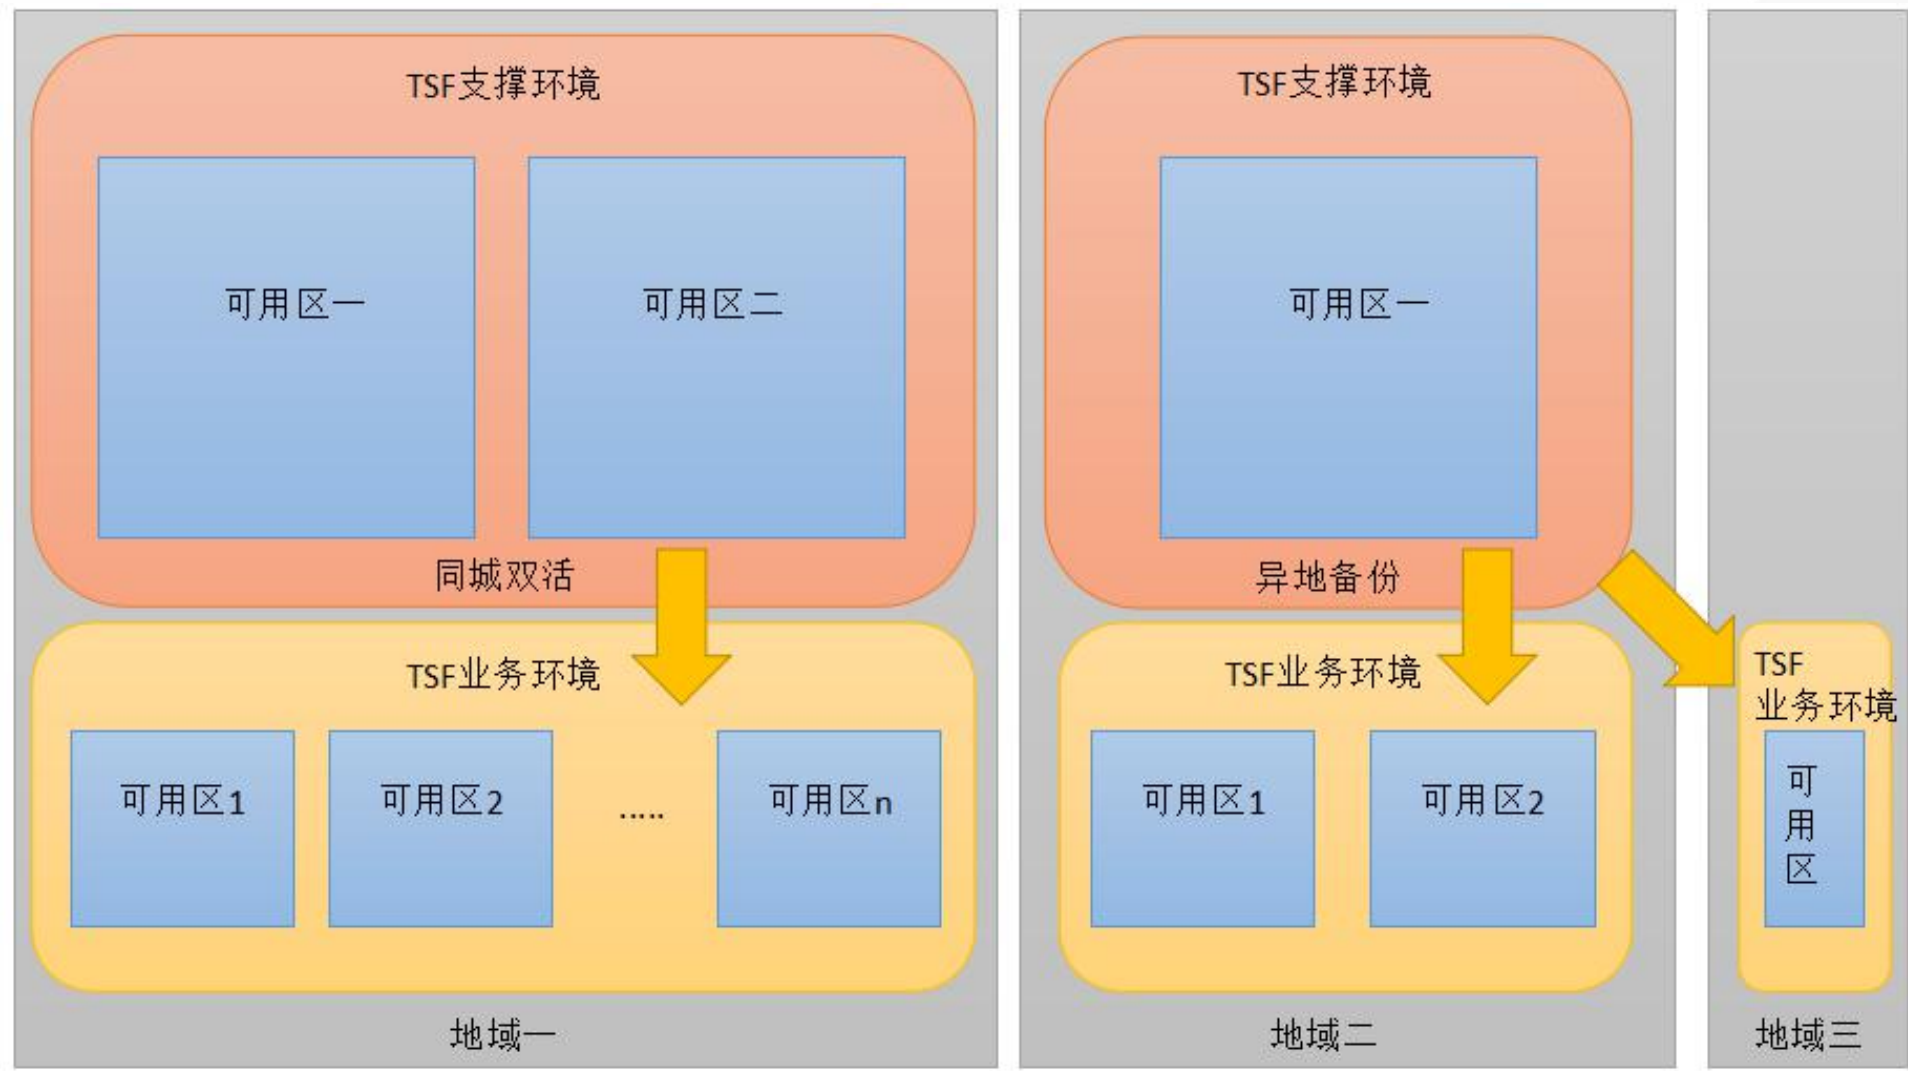 TSF支撑环境
可用区一
可用区二
同城双活
TSF业务环境
可用区1
可用区2
.....
可用区n
地域一
TSF支撑环境
可用区一
异地备份
TSF业务环境
可用区1
可用区2
地域二
TSF
业务环境
可
用
区
地域三